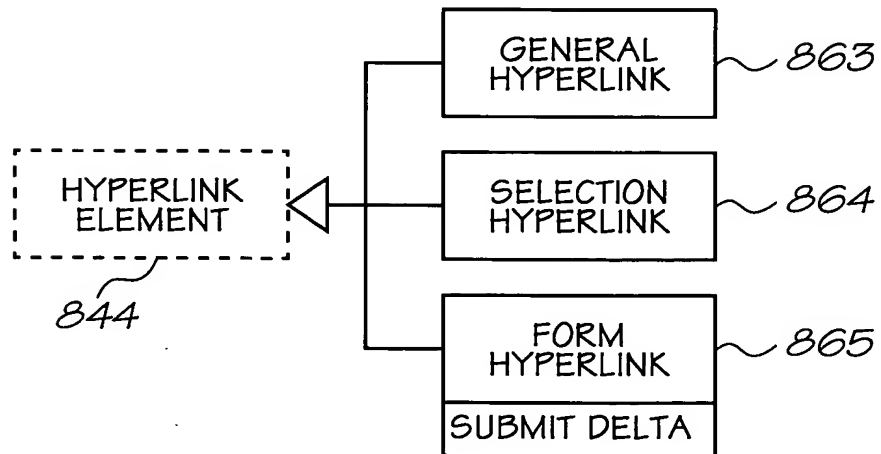 GENERAL
HYPERLINK
863
HYPERLINK
ELEMENT
844
SELECTION
HYPERLINK
864
FORM
HYPERLINK
865
SUBMIT DELTA